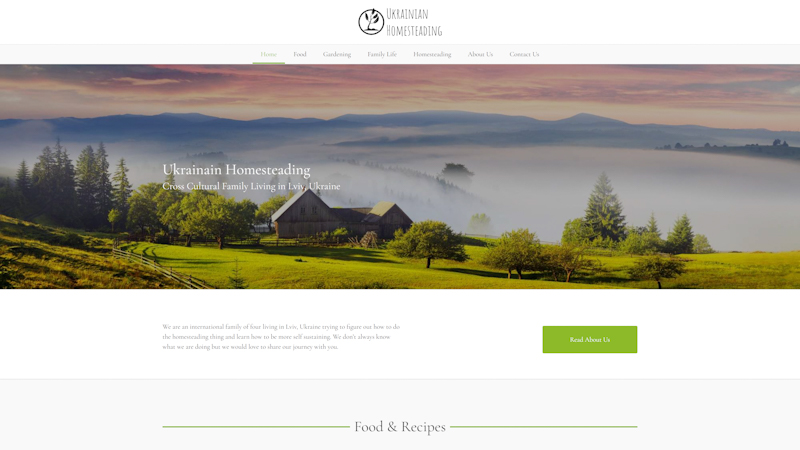 Ukrainian
Homesteading
Home Food Gardening Family Life Homesteading About Us Contact Us
Ukrainain Homesteading
Cross Cultural Family Living in Lviv, Ukraine
We are an international family of four living in Lviv, Ukraine trying to figure out how to do
the homesteading thing and learn how to be more self sustaining. We don't always know
what we are doing but we would love to share our journey with you.
Read About Us
Food & Recipes